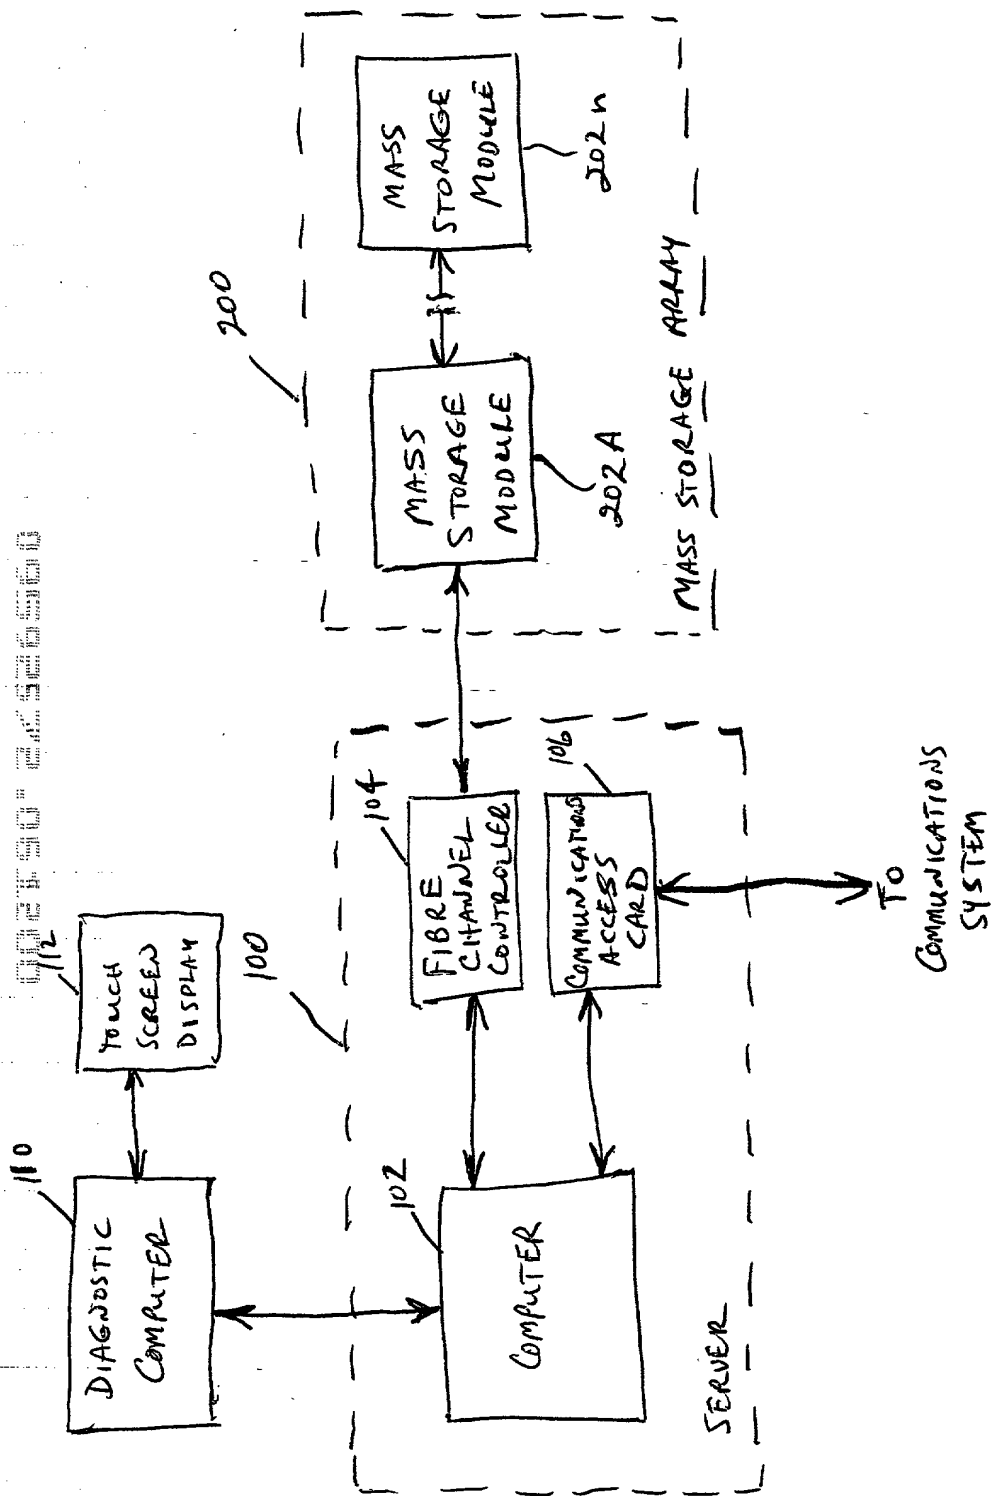 110
DIAGNOSTIC
COMPUTER
112
TOUCH
SCREEN
DISPLAY
100
102
COMPUTER
104
FIBRE
CHANNEL
CONTROLLER
106
COMMUNICATIONS
ACCESS
CARD
SERVER
TO
COMMUNICATIONS
SYSTEM
200
MASS
STORAGE
MODULE
202A
MASS
STORAGE
MODULE
202n
MASS STORAGE ARRAY